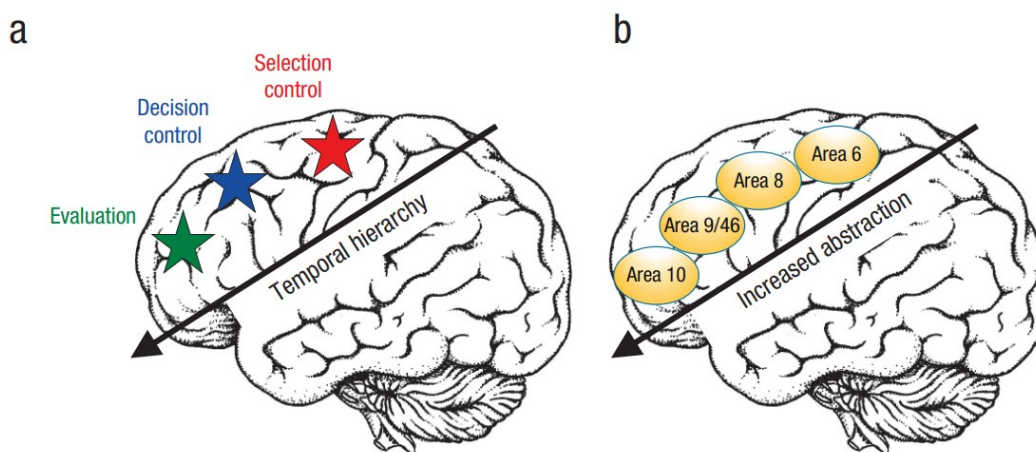 a
Selection
control
Decision
control
Evaluation
Temporal hierarchy
b
Area 6
Area 8
Area 9/46
Area 10
Increased abstraction